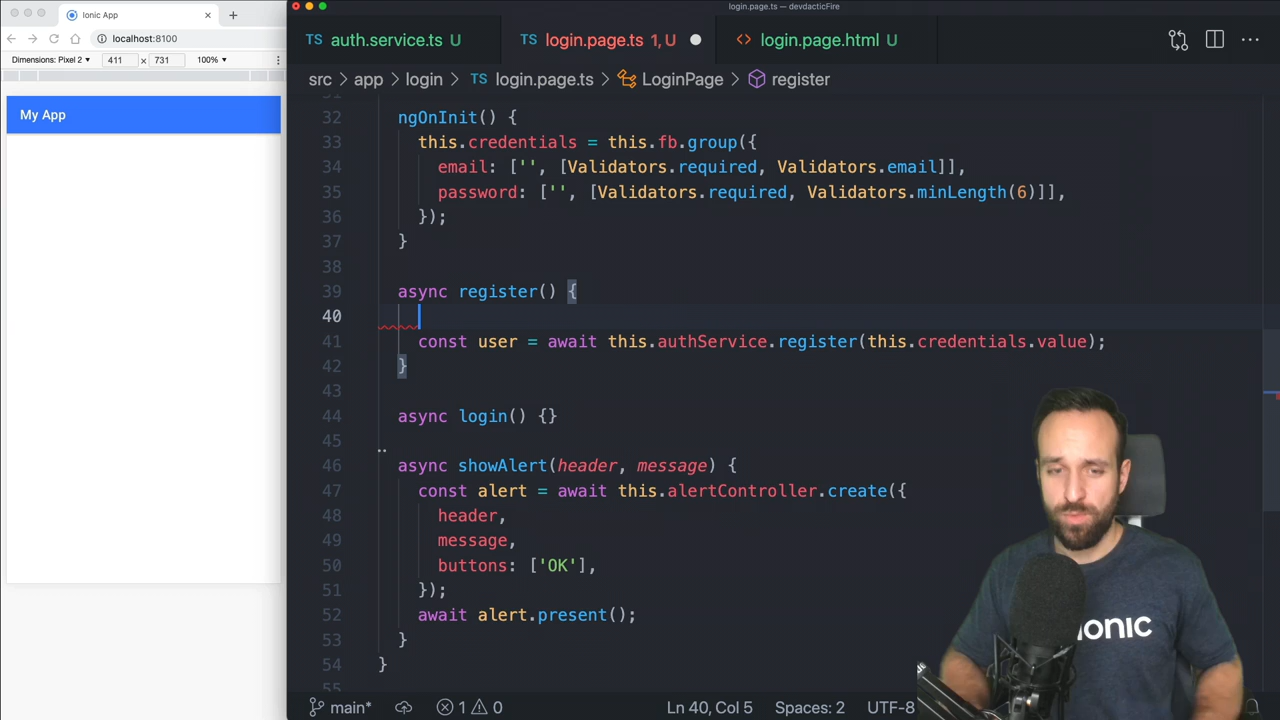 login.page.ts — devdacticFire
Ionic App
localhost:8100
Dimensions: Pixel 2 411 × 731 100%
My App
TS auth.service.ts U
TS login.page.ts 1, U
<> login.page.html U
src > app > login > TS login.page.ts > LoginPage > register
31
32 ngOnInit() {
33 this.credentials = this.fb.group({
34 email: ['', [Validators.required, Validators.email]],
35 password: ['', [Validators.required, Validators.minLength(6)]],
36 });
37 }
38
39 async register() {
40
41 const user = await this.authService.register(this.credentials.value);
42 }
43
44 async login() {}
45
46 async showAlert(header, message) {
47 const alert = await this.alertController.create({
48 header,
49 message,
50 buttons: ['OK'],
51 });
52 await alert.present();
53 }
54 }
55
ionic
main* 1 0 Ln 40, Col 5 Spaces: 2 UTF-8